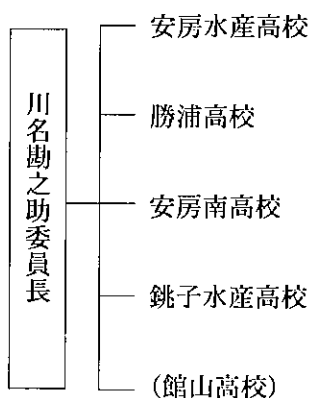 川名勘之助委員長
安房水産高校
勝浦高校
安房南高校
銚子水産高校
(館山高校)